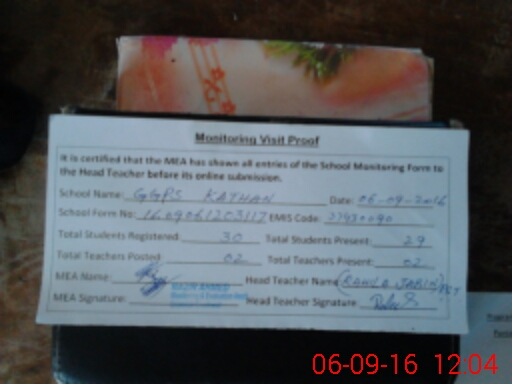 Monitoring Visit Proof
It is certified that the MEA has shown all entries of the School Monitoring Form to
the Head Teacher before its online submission.
School Name: GGPS KATHAN Date: 06-09-2016
School Form No: 1609061203117 EMIS Code:
Total Students Registered: 30 Total Students Present: 29
Total Teachers Posted: 02 Total Teachers Present: 02
MEA Name: Head Teacher Name
MEA Signature: Head Teacher Signature
06-09-16 12:04